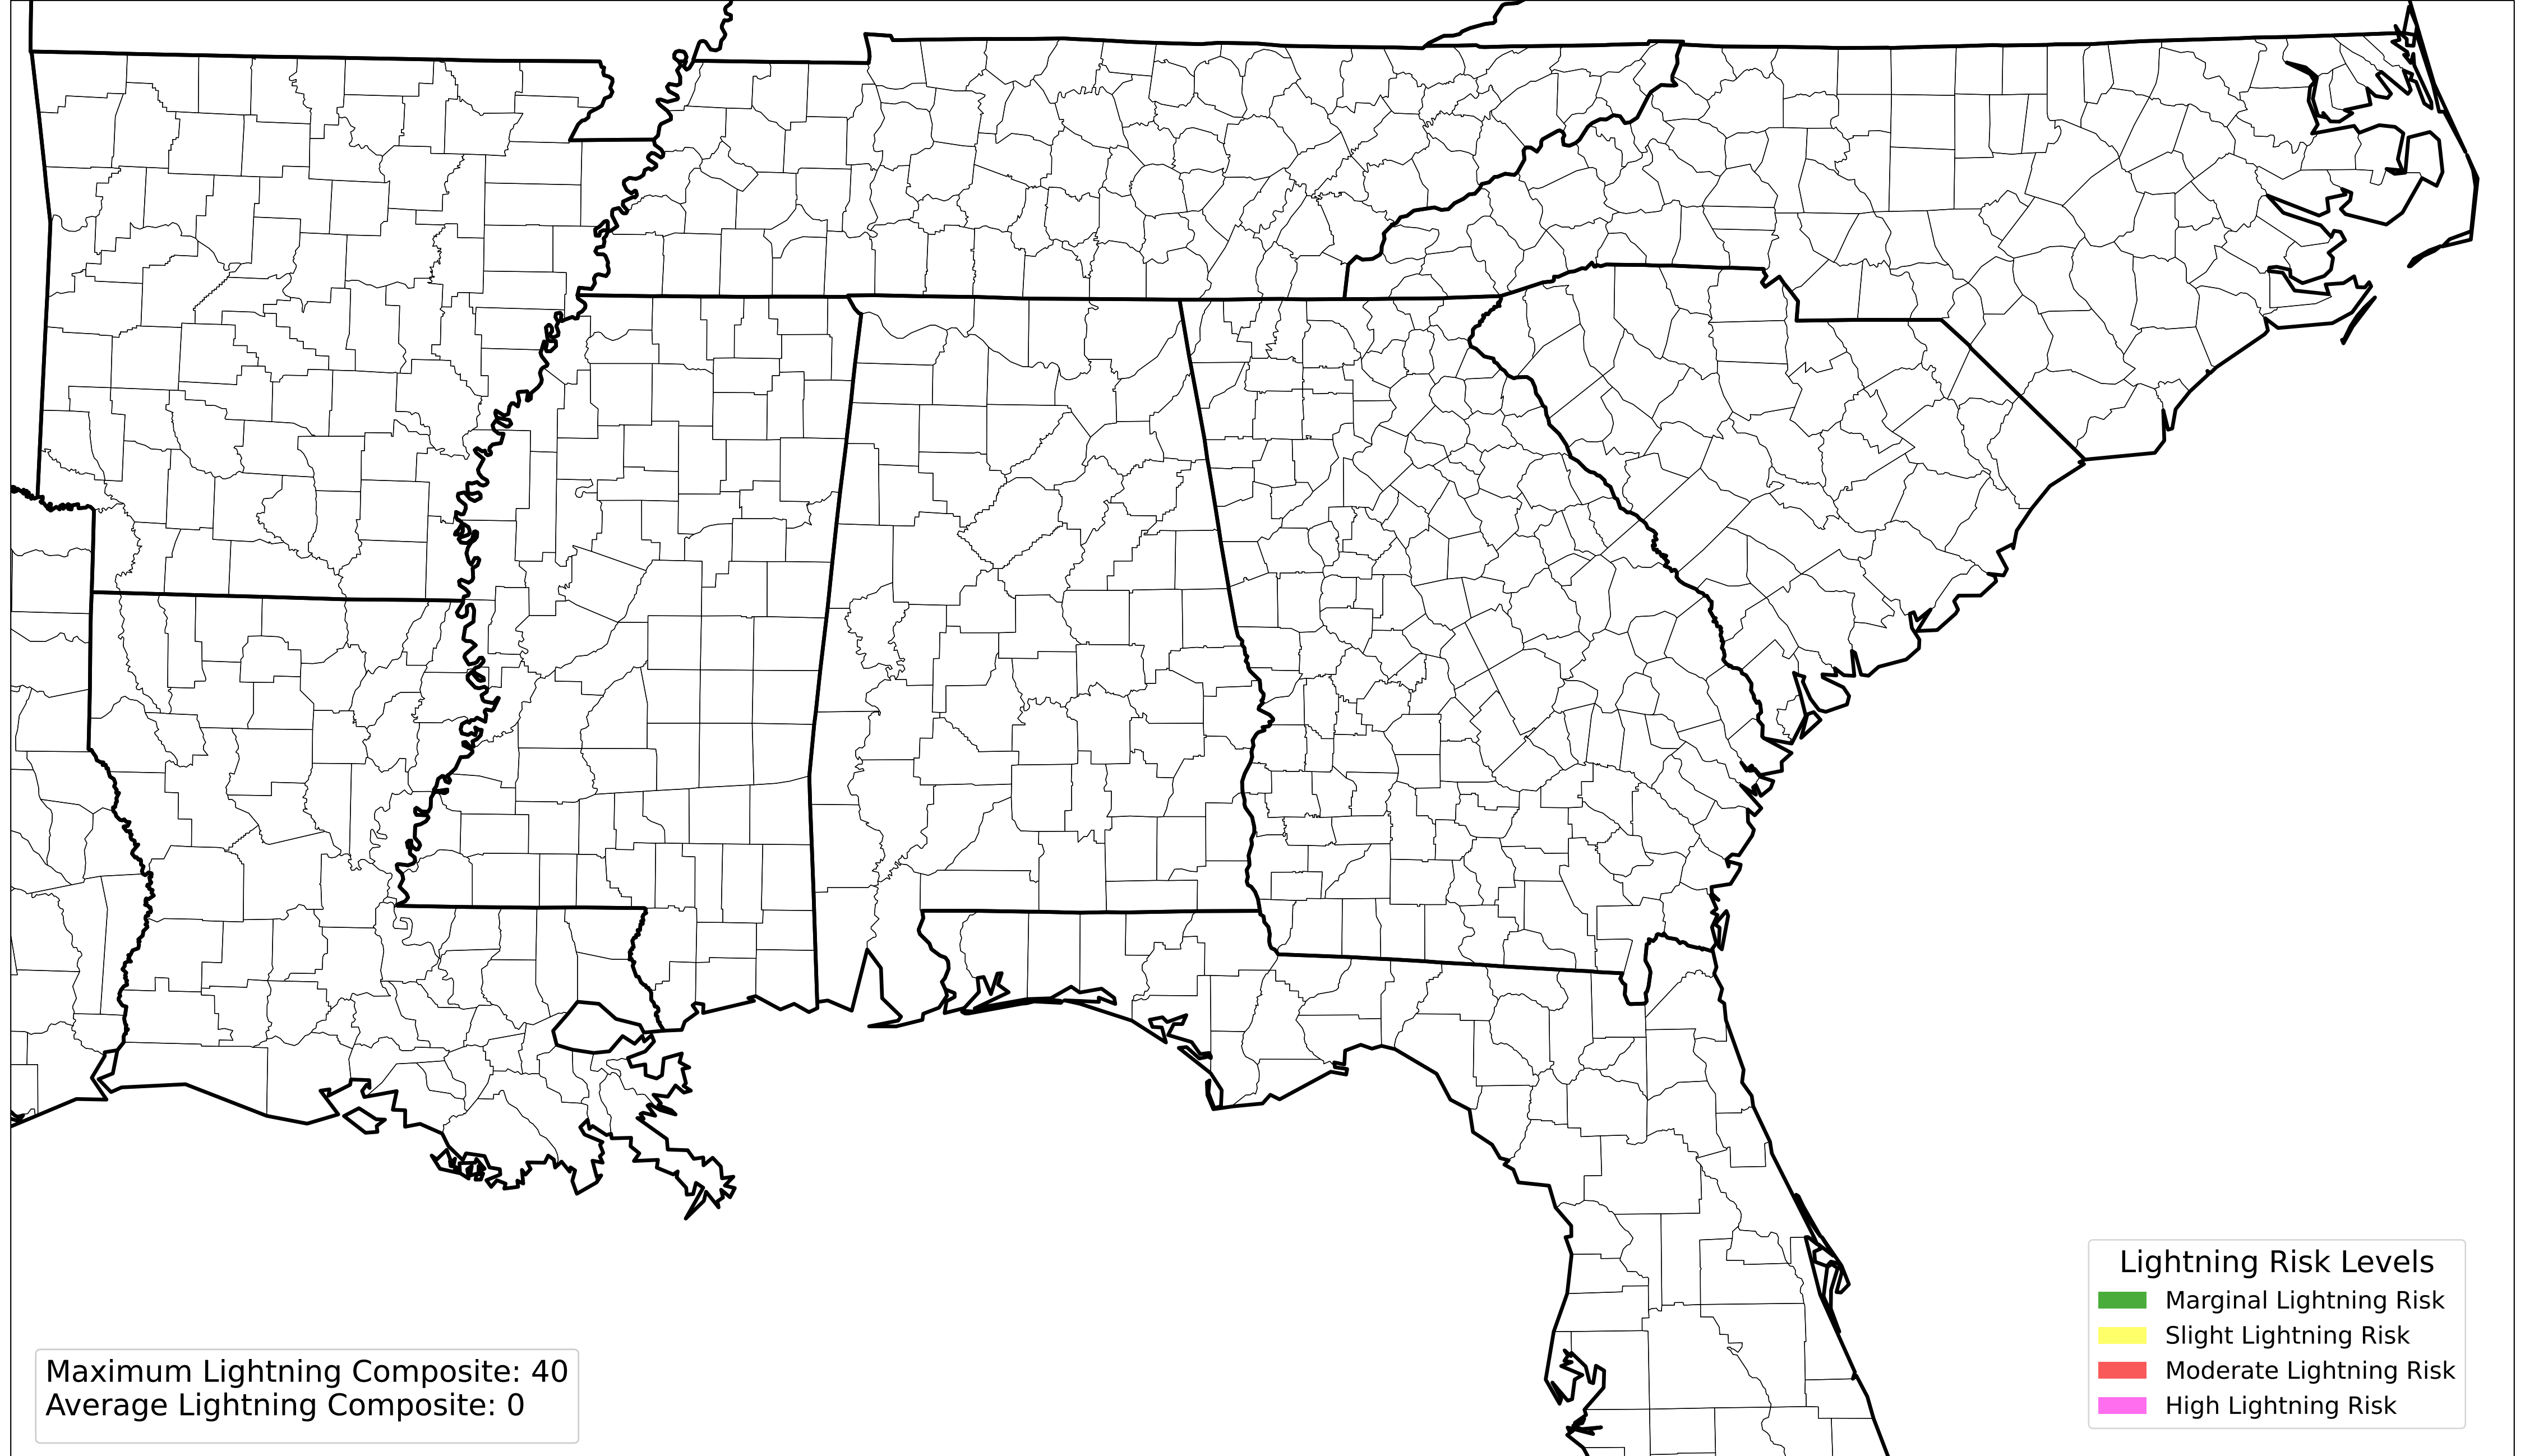 Lightning Risk Levels
Marginal Lightning Risk
Slight Lightning Risk
Moderate Lightning Risk
High Lightning Risk
Maximum Lightning Composite: 40
Average Lightning Composite: 0